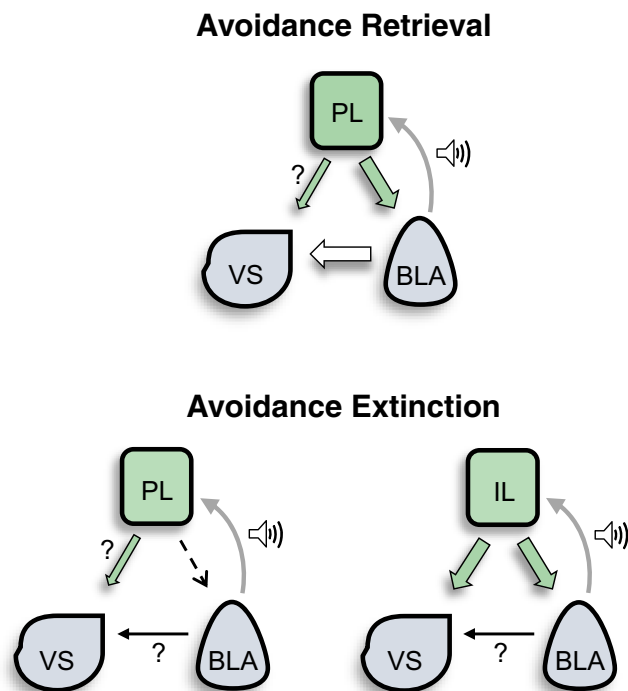 Avoidance Retrieval
PL
?
VS
BLA
Avoidance Extinction
PL
?
VS
?
BLA
IL
VS
?
BLA